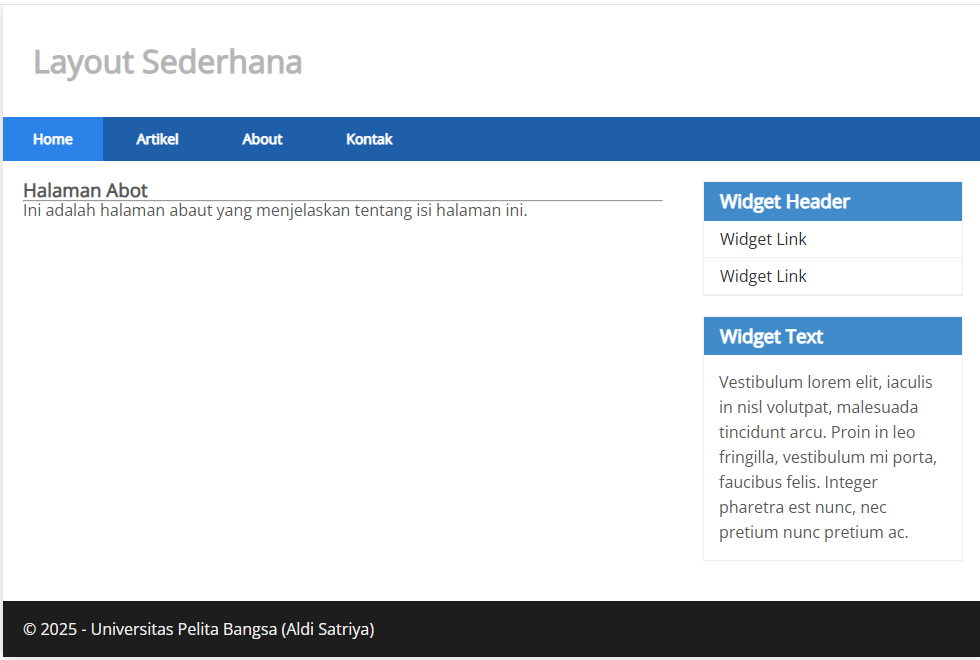 Layout Sederhana
Home Artikel About Kontak
Halaman Abot
Ini adalah halaman abaut yang menjelaskan tentang isi halaman ini.
Widget Header
Widget Link
Widget Link
Widget Text
Vestibulum lorem elit, iaculis
in nisl volutpat, malesuada
tincidunt arcu. Proin in leo
fringilla, vestibulum mi porta,
faucibus felis. Integer
pharetra est nunc, nec
pretium nunc pretium ac.
© 2025 - Universitas Pelita Bangsa (Aldi Satriya)